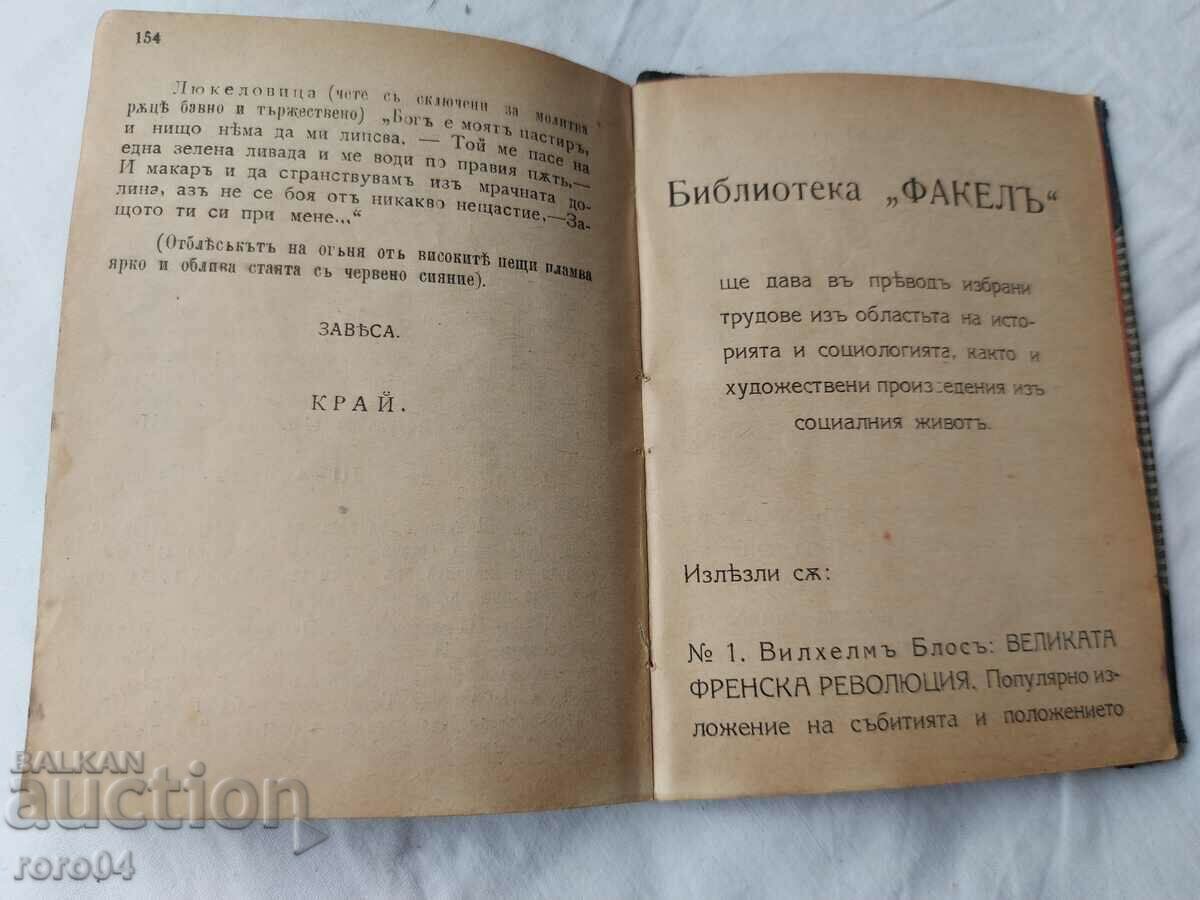 154
Люкеловица (чете съ сключени за молитва
рѫцѣ бавно и тържествено) „Богъ е моятъ пастиръ,
и нищо нѣма да ми липсва. — Той ме пасе на
една зелена ливада и ме води по правия пѫть.—
И макаръ и да странствувамъ изъ мрачната до-
лина, азъ не се боя отъ никакво нещастие,—За-
щото ти си при мене...“
(Отблѣськътъ на огьня отъ високитѣ пещи пламва
ярко и облива стаята съ червено сияние).
ЗАВѢСА.
КРАЙ.
Библиотека „ФАКЕЛЪ“
ще дава въ прѣводъ избрани
трудове изъ областьта на исто-
рията и социологията, както и
художествени произведения изъ
социалния животъ.
Излѣзли сѫ:
№ 1. Вилхелмъ Блосъ: ВЕЛИКАТА
ФРЕНСКА РЕВОЛЮЦИЯ. Популярно из-
ложение на събитията и положението
BALKAN
auction
roro04